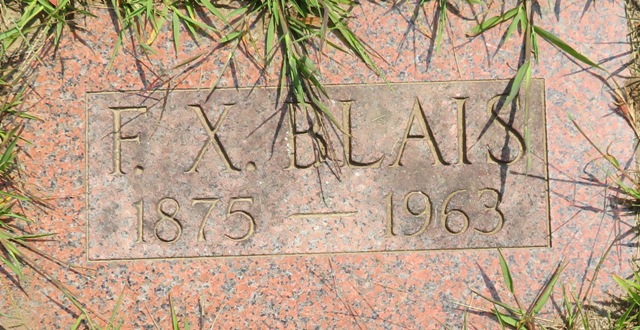 F. X. BLAIS
1875 — 1963